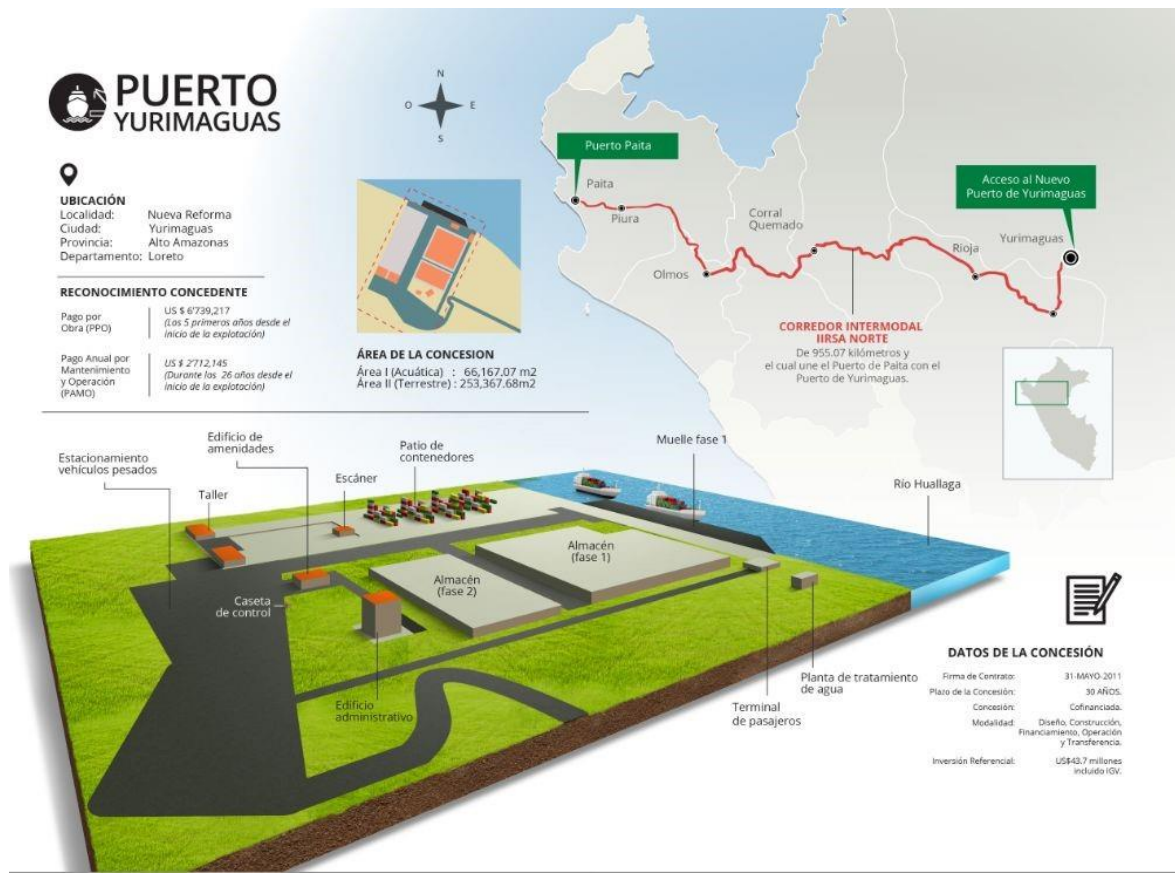 PUERTO
YURIMAGUAS
UBICACIÓN
Localidad: Nueva Reforma
Ciudad: Yurimaguas
Provincia: Alto Amazonas
Departamento: Loreto
RECONOCIMIENTO CONCEDENTE
Pago por
Obra (PPO)
US $ 6'739,217
(Los 5 primeros años desde el
inicio de la explotación)
Pago Anual por
Mantenimiento
y Operación
(PAMO)
US $ 2'712,145
(Durante los 26 años desde el
inicio de la explotación)
N
O
E
S
ÁREA DE LA CONCESION
Área I (Acuática) : 66,167.07 m2
Área II (Terrestre) : 253,367.68m2
Puerto Paita
Paita
Piura
Olmos
Corral
Quemado
Rioja
Yurimaguas
Acceso al Nuevo
Puerto de Yurimaguas
CORREDOR INTERMODAL
IIRSA NORTE
De 955.07 kilómetros y
el cual une el Puerto de Paita con el
Puerto de Yurimaguas.
Estacionamiento
vehículos pesados
Taller
Edificio de
amenidades
Escáner
Patio de
contenedores
Muelle fase 1
Río Huallaga
Almacén
(fase 1)
Almacén
(fase 2)
Caseta
de control
Edificio
administrativo
Terminal
de pasajeros
Planta de tratamiento
de agua
DATOS DE LA CONCESIÓN
Firma de Contrato: 31-MAYO-2011
Plazo de la Concesión: 30 AÑOS.
Concesión: Cofinanciada.
Modalidad: Diseño, Construcción,
Financiamiento, Operación
y Transferencia.
Inversión Referencial: US$43.7 millones
incluido IGV.